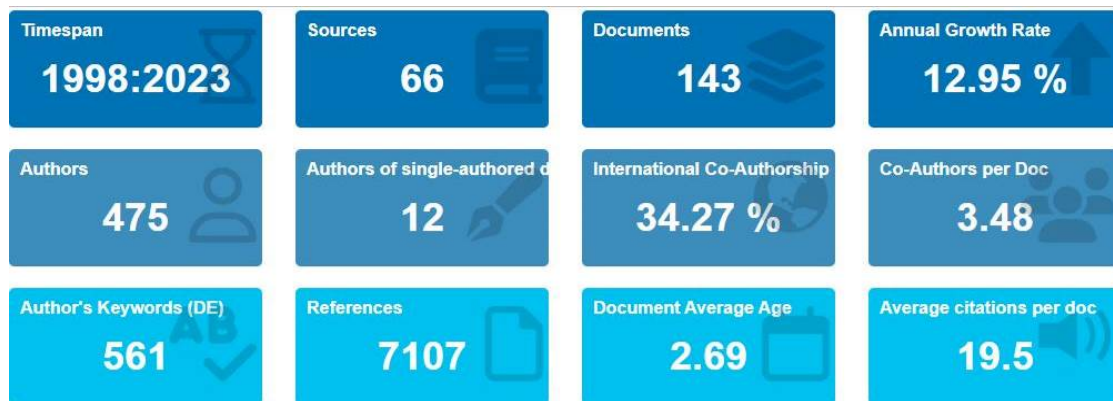 Timespan
1998:2023
Sources
66
Documents
143
Annual Growth Rate
12.95 %
Authors
475
Authors of single-authored d
12
International Co-Authorship
34.27 %
Co-Authors per Doc
3.48
Author's Keywords (DE)
561
AB
References
7107
Document Average Age
2.69
Average citations per doc
19.5